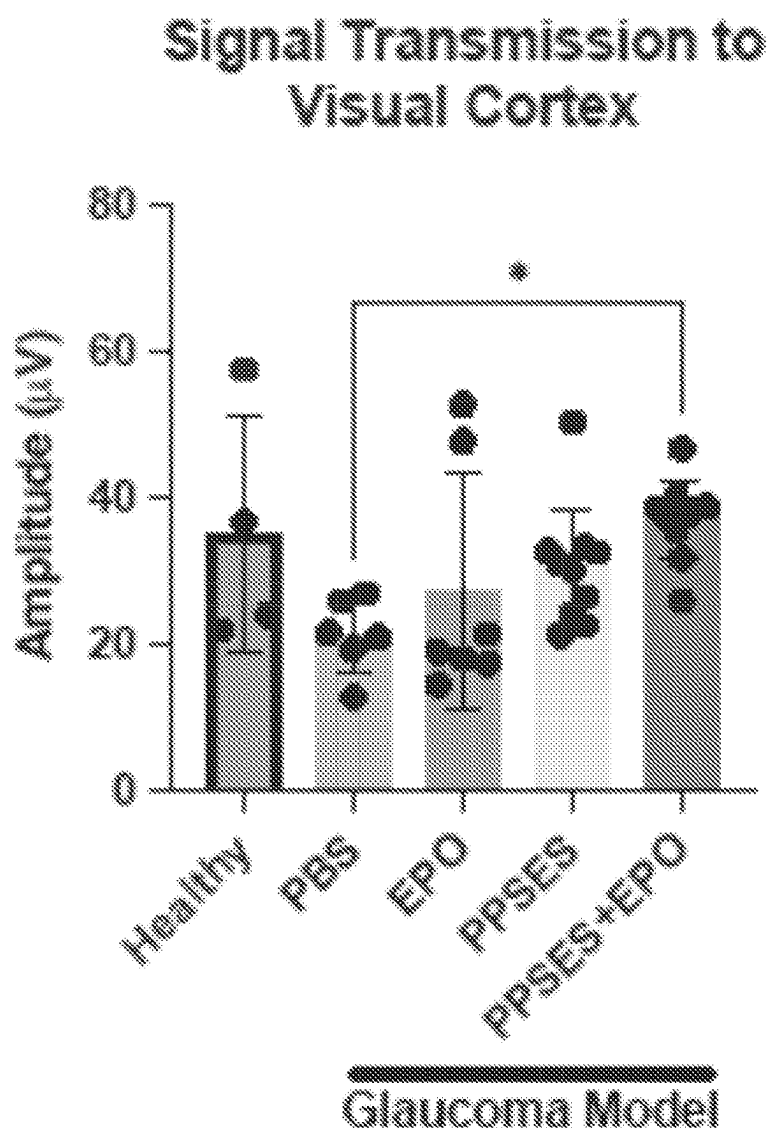 Signal Transmission to
Visual Cortex
80
60
40
20
0
Amplitude (µV)
*
Healthy
PBS
EPO
PPSES
PPSES+EPO
Glaucoma Model